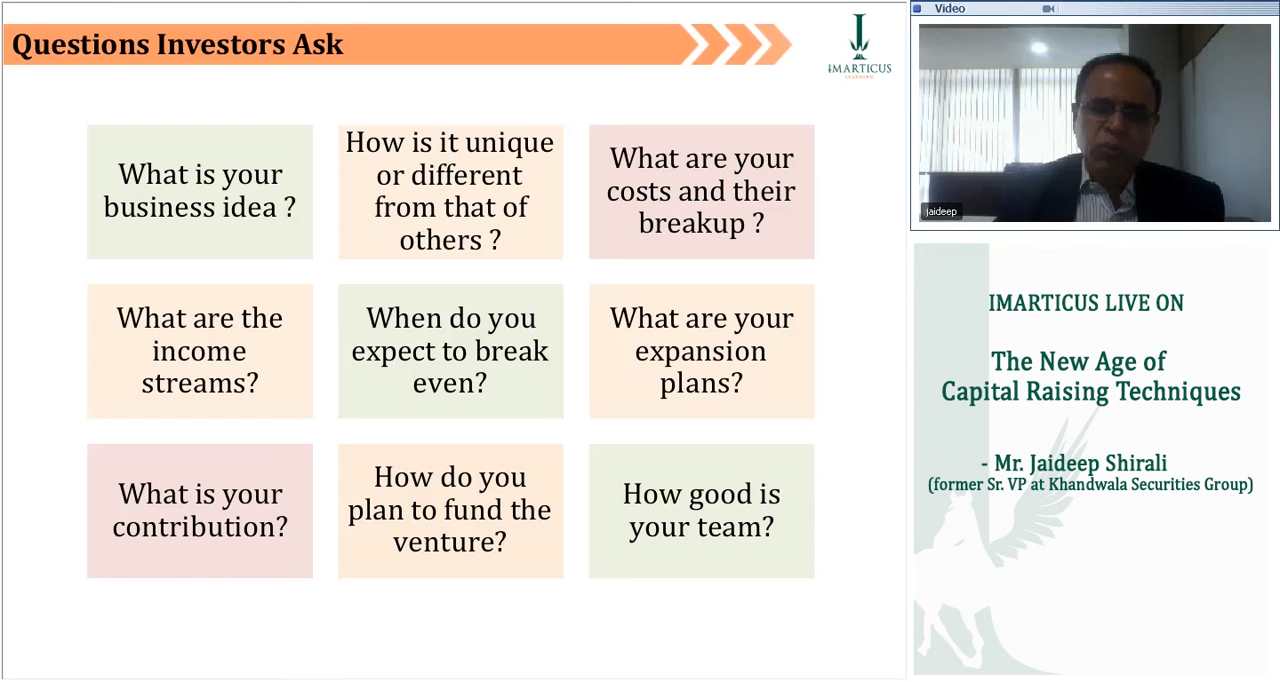 Questions Investors Ask
IMARTICUS
LEARNING
What is your
business idea ?
How is it unique
or different
from that of
others ?
What are your
costs and their
breakup ?
What are the
income
streams?
When do you
expect to break
even?
What are your
expansion
plans?
What is your
contribution?
How do you
plan to fund the
venture?
How good is
your team?
Video
jaideep
IMARTICUS LIVE ON
The New Age of
Capital Raising Techniques
- Mr. Jaideep Shirali
(former Sr. VP at Khandwala Securities Group)